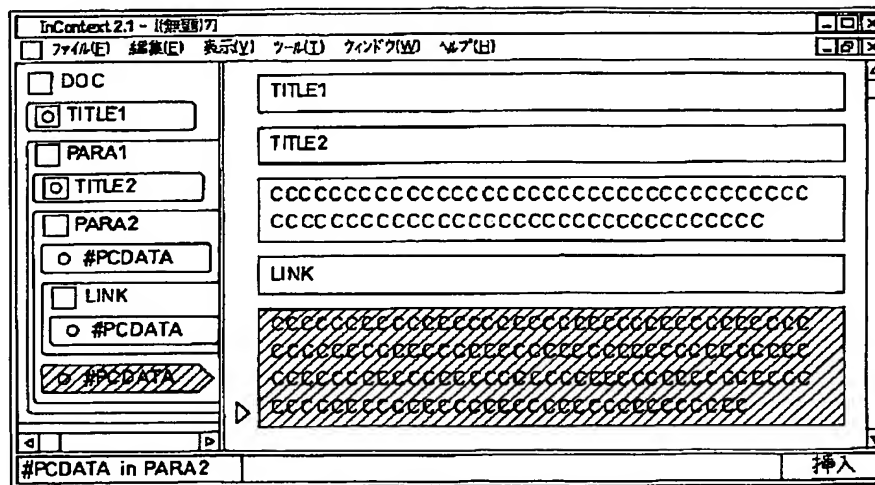 InContext 2.1 - [(無題)7]
ファイル(E) 編集(E) 表示(V) ツール(I) ウィンドウ(W) ヘルプ(H)
DOC
TITLE1
PARA1
TITLE2
PARA2
#PCDATA
LINK
#PCDATA
#PCDATA
TITLE1
TITLE2
CCCCCCCCCCCCCCCCCCCCCCCCCCCCCCCCCCC
CCCCCCCCCCCCCCCCCCCCCCCCCCCCCCCC
LINK
#PCDATA in PARA2
挿入